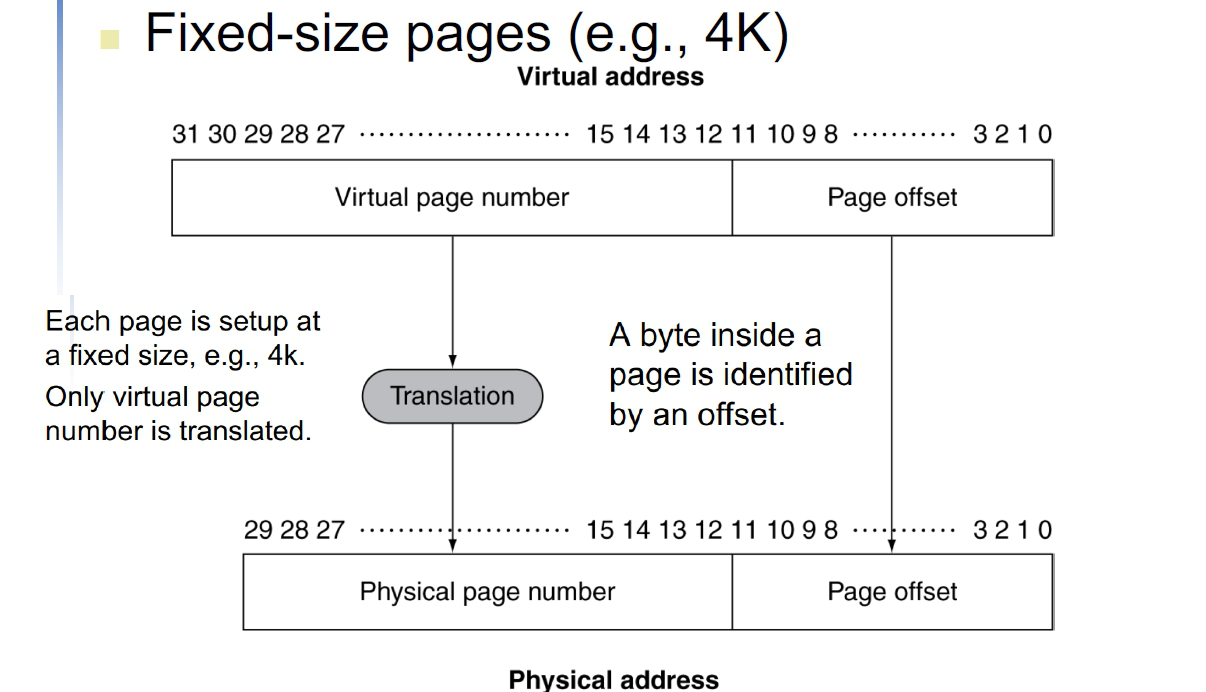 Fixed-size pages (e.g., 4K)
Virtual address
31 30 29 28 27 ······················ 15 14 13 12 11 10 9 8 ··········· 3 2 1 0
Virtual page number
Page offset
Each page is setup at
a fixed size, e.g., 4k.
Only virtual page
number is translated.
Translation
A byte inside a
page is identified
by an offset.
29 28 27 ······················ 15 14 13 12 11 10 9 8 ··········· 3 2 1 0
Physical page number
Page offset
Physical address